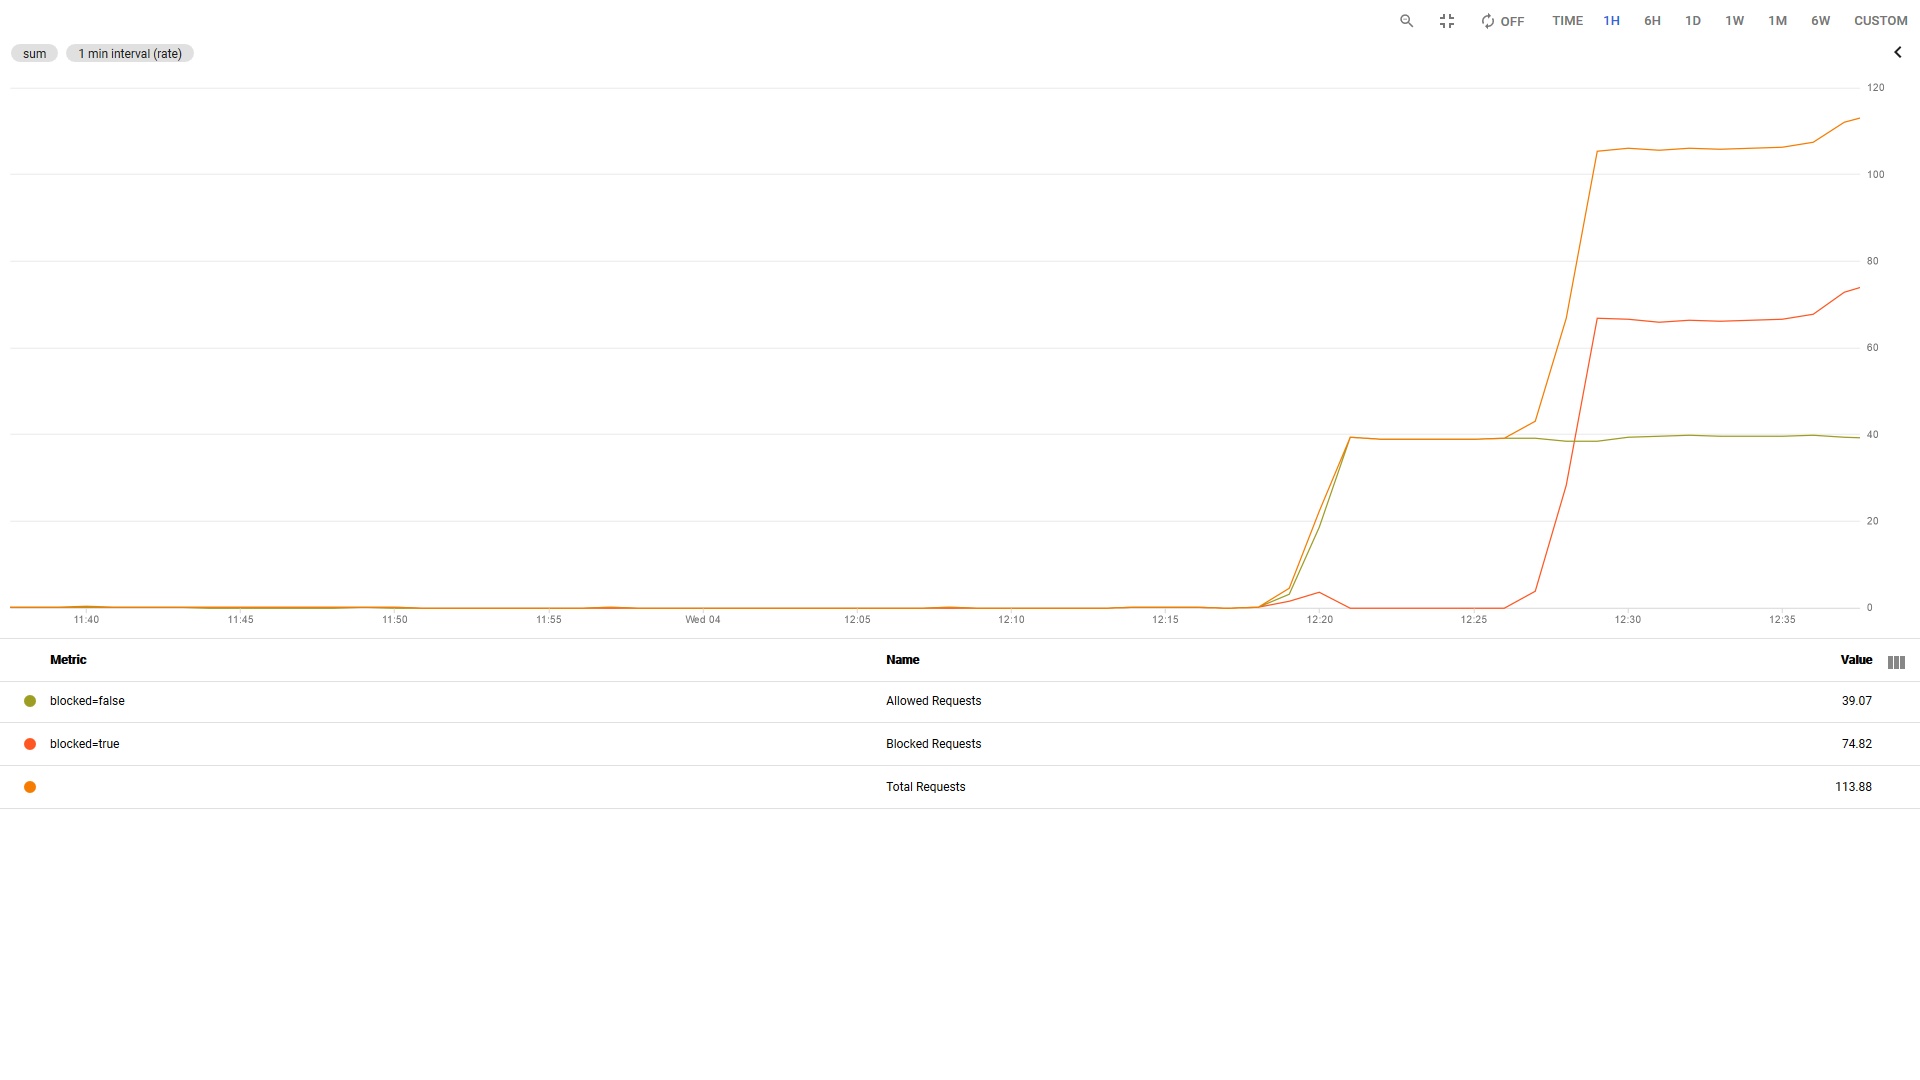 OFF TIME 1H 6H 1D 1W 1M 6W CUSTOM
sum 1 min interval (rate)
120
100
80
60
40
20
0
11:40 11:45 11:50 11:55 Wed 04 12:05 12:10 12:15 12:20 12:25 12:30 12:35
Metric Name Value
blocked=false Allowed Requests 39.07
blocked=true Blocked Requests 74.82
Total Requests 113.88